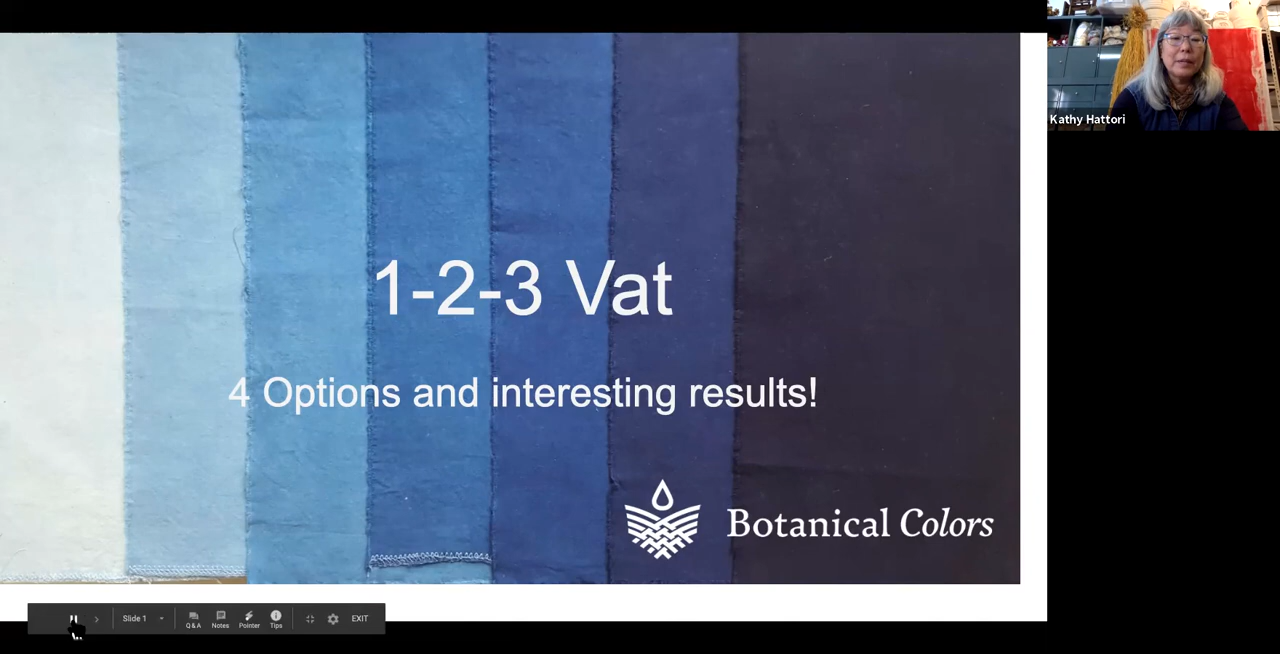 Kathy Hattori
1-2-3 Vat
4 Options and interesting results!
Botanical Colors
Slide 1
Q & A
Notes
Pointer
Tips
EXIT